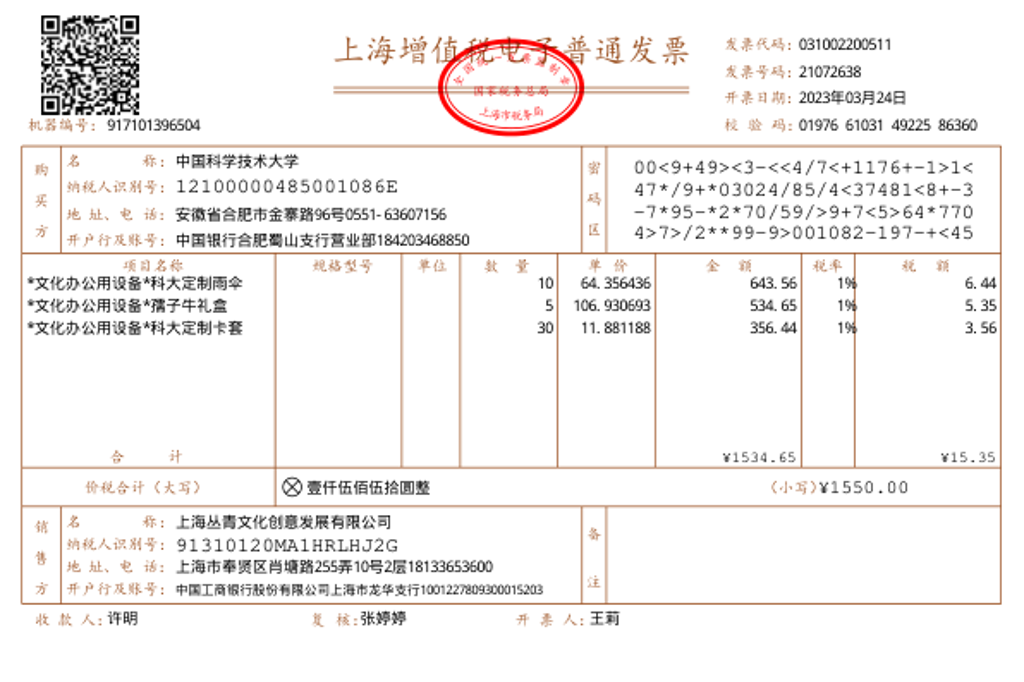 上海增值税电子普通发票
全国统一发票监制章
国家税务总局
上海市税务局
发票代码: 031002200511
发票号码: 21072638
开票日期: 2023年03月24日
校 验 码: 01976 61031 49225 86360
机器编号: 917101396504
购买方
名 称: 中国科学技术大学
纳税人识别号: 12100000485001086E
地 址、电 话: 安徽省合肥市金寨路96号0551- 63607156
开户行及账号: 中国银行合肥蜀山支行营业部184203468850
密码区
00<9+49><3-<<4/7<+1176+-1>1<
47*/9+*03024/85/4<37481<8+-3
-7*95-*2*70/59/>9+7<5>64*770
4>7>/2**99-9>001082-197-+<45
项目名称 规格型号 单位 数 量 单 价 金 额 税率 税 额
*文化办公用设备*科大定制雨伞 10 64.356436 643.56 1% 6.44
*文化办公用设备*孺子牛礼盒 5 106.930693 534.65 1% 5.35
*文化办公用设备*科大定制卡套 30 11.881188 356.44 1% 3.56
合 计 ¥1534.65 ¥15.35
价税合计（大写） ⊗ 壹仟伍佰伍拾圆整 （小写）¥1550.00
销售方
名 称: 上海丛青文化创意发展有限公司
纳税人识别号: 91310120MA1HRLHJ2G
地 址、电 话: 上海市奉贤区肖塘路255弄10号2层18133653600
开户行及账号: 中国工商银行股份有限公司上海市龙华支行1001227809300015203
备注
收 款 人: 许明 复 核: 张婷婷 开 票 人: 王莉